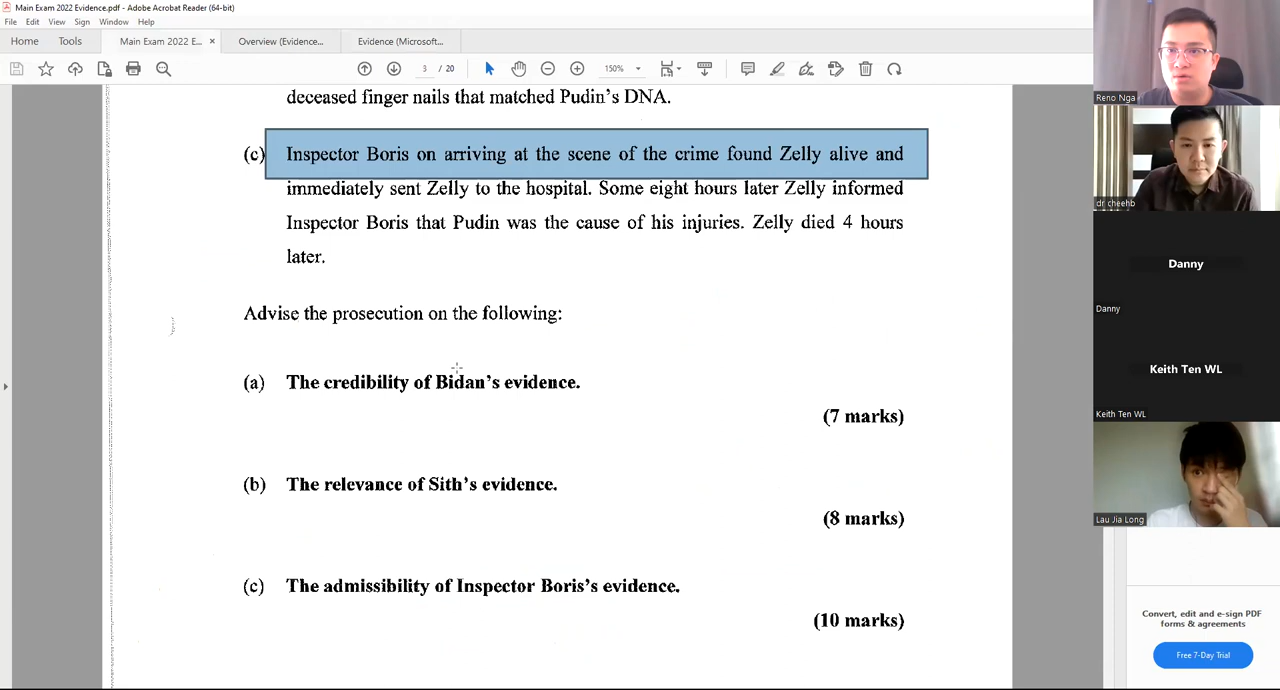 Main Exam 2022 Evidence.pdf - Adobe Acrobat Reader (64-bit)
File Edit View Sign Window Help
Home Tools Main Exam 2022 E... × Overview (Evidence... Evidence (Microsoft...
3 / 20 150%
deceased finger nails that matched Pudin's DNA.
(c) Inspector Boris on arriving at the scene of the crime found Zelly alive and
immediately sent Zelly to the hospital. Some eight hours later Zelly informed
Inspector Boris that Pudin was the cause of his injuries. Zelly died 4 hours
later.
Advise the prosecution on the following:
(a) The credibility of Bidan's evidence.
(7 marks)
(b) The relevance of Sith's evidence.
(8 marks)
(c) The admissibility of Inspector Boris's evidence.
(10 marks)
Reno Nga
dr cheehb
Danny
Danny
Keith Ten WL
Keith Ten WL
Lau Jia Long
Convert, edit and e-sign PDF
forms & agreements
Free 7-Day Trial